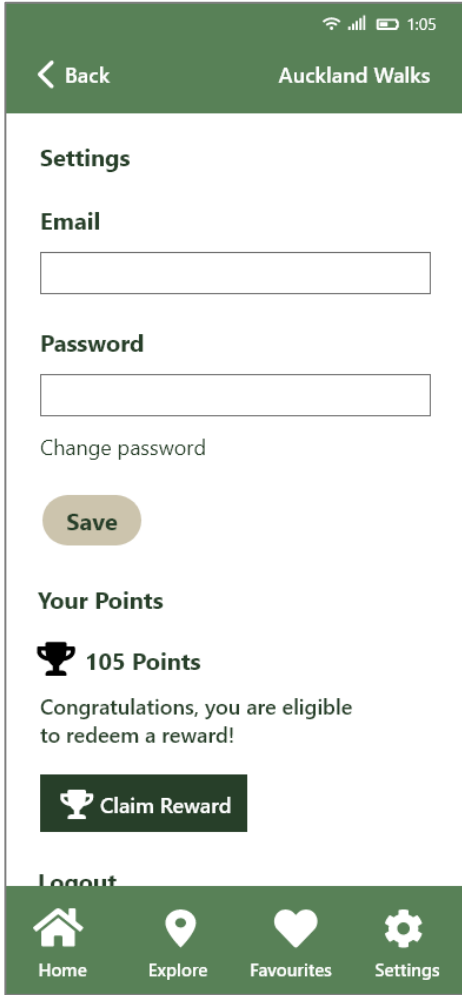 1:05
Back
Auckland Walks
Settings
Email
Password
Change password
Save
Your Points
105 Points
Congratulations, you are eligible
to redeem a reward!
Claim Reward
Logout
Home
Explore
Favourites
Settings